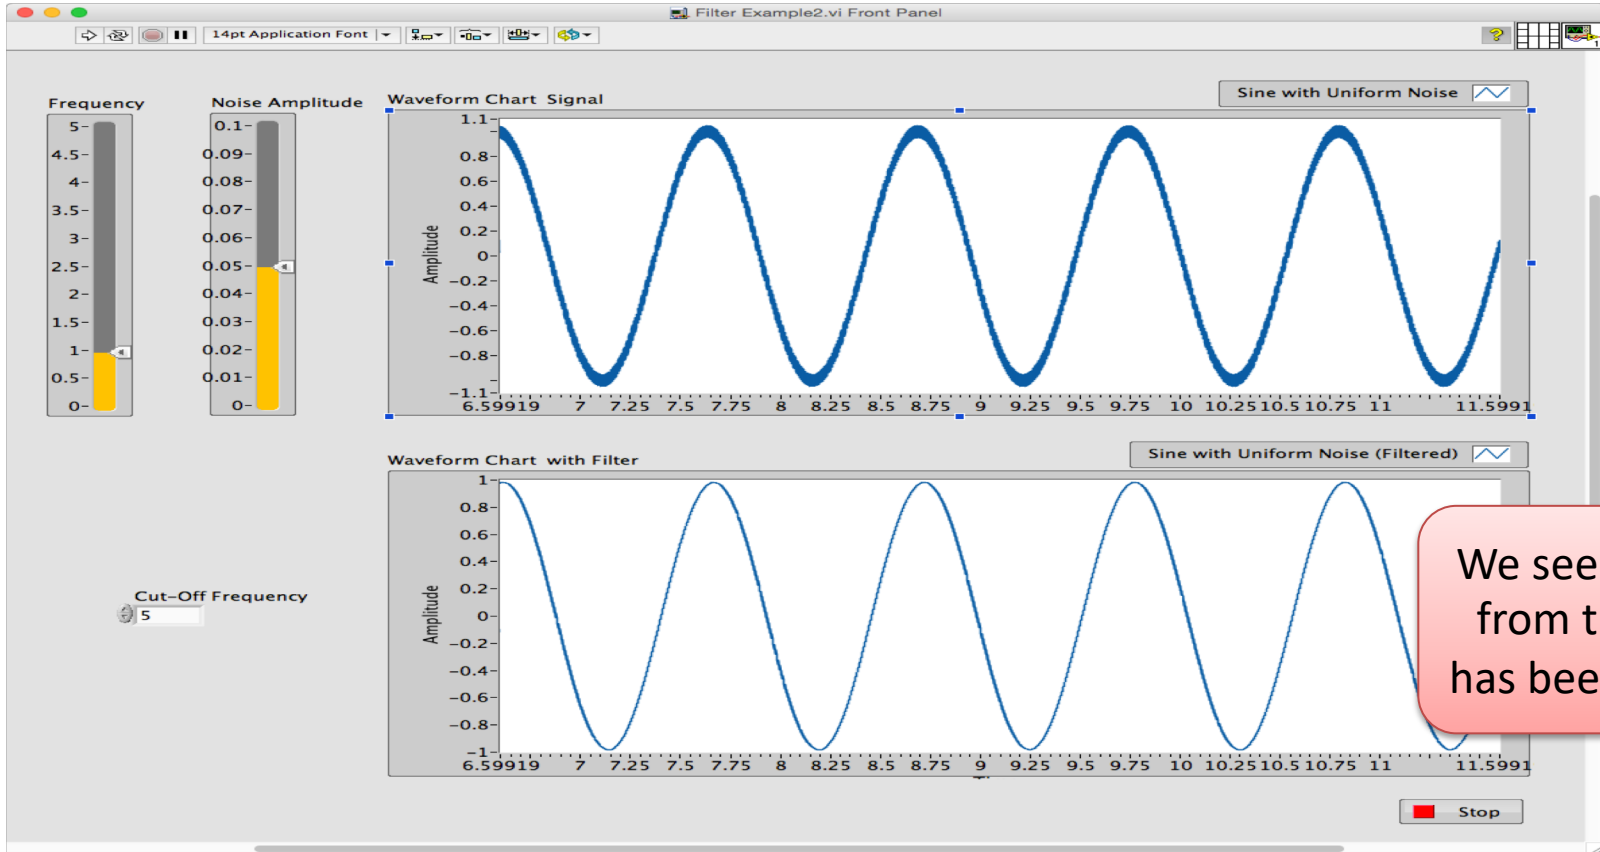 Filter Example2.vi Front Panel
14pt Application Font
?
1
Frequency
5
4.5
4
3.5
3
2.5
2
1.5
1
0.5
0
Noise Amplitude
0.1
0.09
0.08
0.07
0.06
0.05
0.04
0.03
0.02
0.01
0
Waveform Chart Signal
Sine with Uniform Noise
Amplitude
1.1
0.8
0.6
0.4
0.2
0
-0.2
-0.4
-0.6
-0.8
-1.1
6.59919 7 7.25 7.5 7.75 8 8.25 8.5 8.75 9 9.25 9.5 9.75 10 10.25 10.5 10.75 11 11.5991
Waveform Chart with Filter
Sine with Uniform Noise (Filtered)
Amplitude
1
0.8
0.6
0.4
0.2
0
-0.2
-0.4
-0.6
-0.8
-1
6.59919 7 7.25 7.5 7.75 8 8.25 8.5 8.75 9 9.25 9.5 9.75 10 10.25 10.5 10.75 11 11.5991
Cut-Off Frequency
5
We see
from t
has bee
Stop